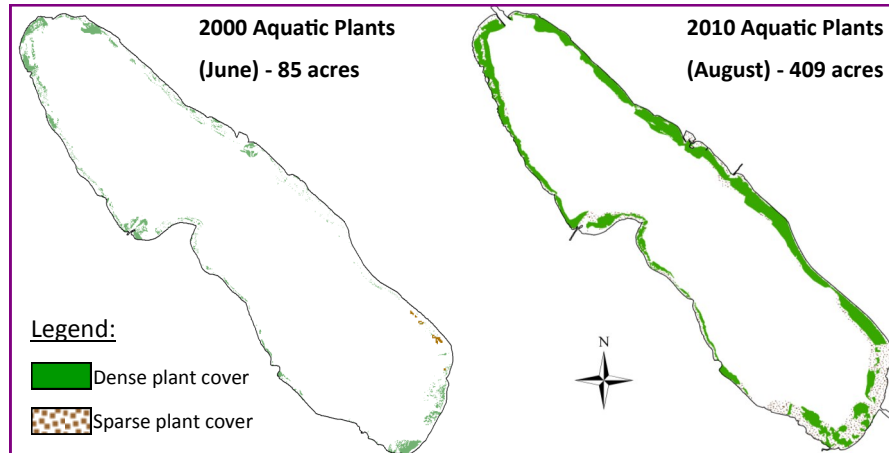 2000 Aquatic Plants
(June) - 85 acres
2010 Aquatic Plants
(August) - 409 acres
Legend:
Dense plant cover
Sparse plant cover
N